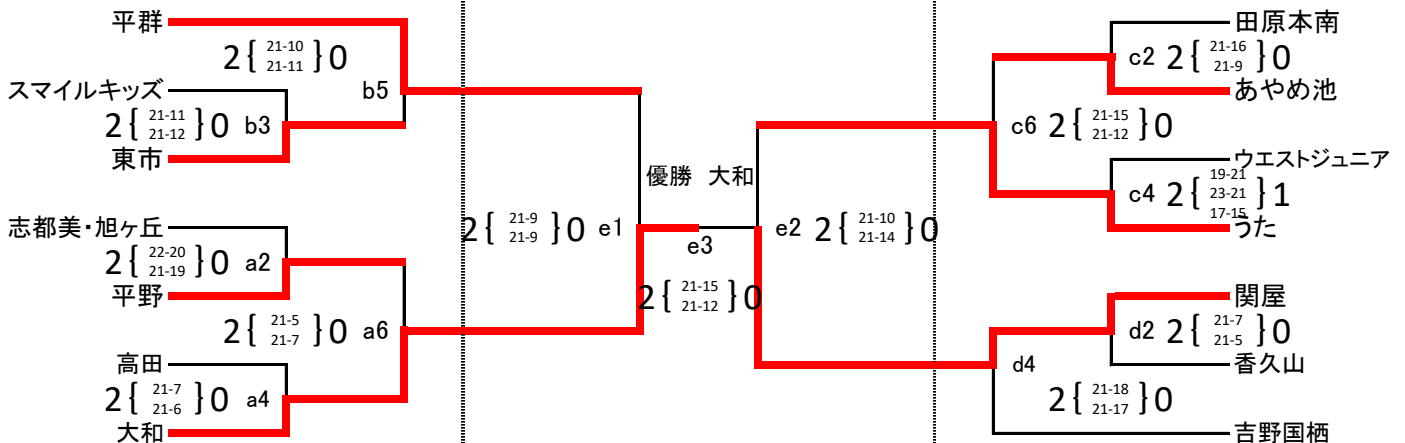 平群
2{ 21-10 }0
21-11
b5
スマイルキッズ
2{ 21-11 }0 b3
21-12
東市
志都美・旭ヶ丘
2{ 22-20 }0 a2
21-19
平野
2{ 21-5 }0 a6
21-7
高田
2{ 21-7 }0 a4
21-6
大和
優勝 大和
2{ 21-9 }0 e1
21-9
e3
2{ 21-15 }0
21-12
e2 2{ 21-10 }0
21-14
田原本南
c2 2{ 21-16 }0
21-9
あやめ池
c6 2{ 21-15 }0
21-12
ウエストジュニア
c4 2{ 19-21 }1
23-21
17-15
うた
関屋
d2 2{ 21-7 }0
21-5
香久山
d4
2{ 21-18 }0
21-17
吉野国栖